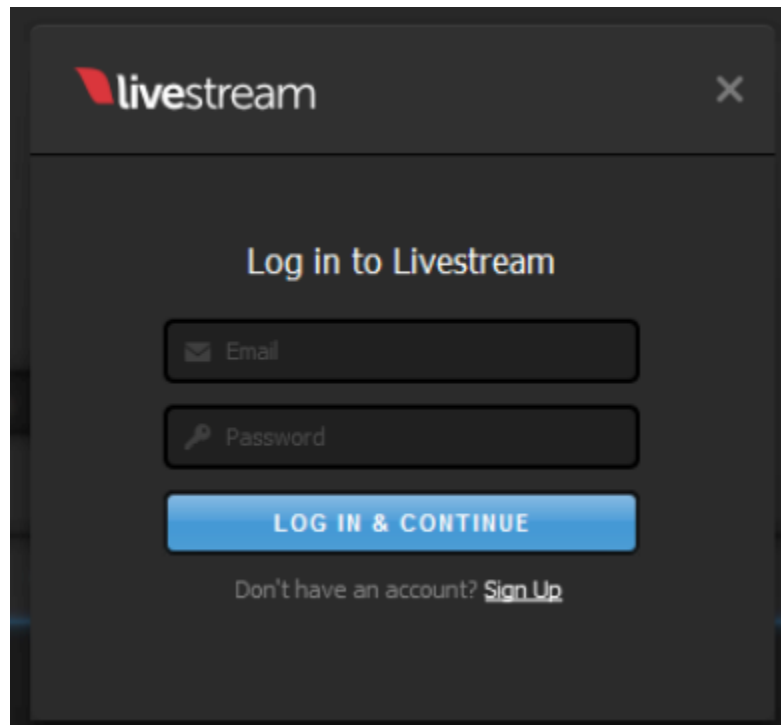 livestream
Log in to Livestream
Email
Password
LOG IN & CONTINUE
Don't have an account? Sign Up